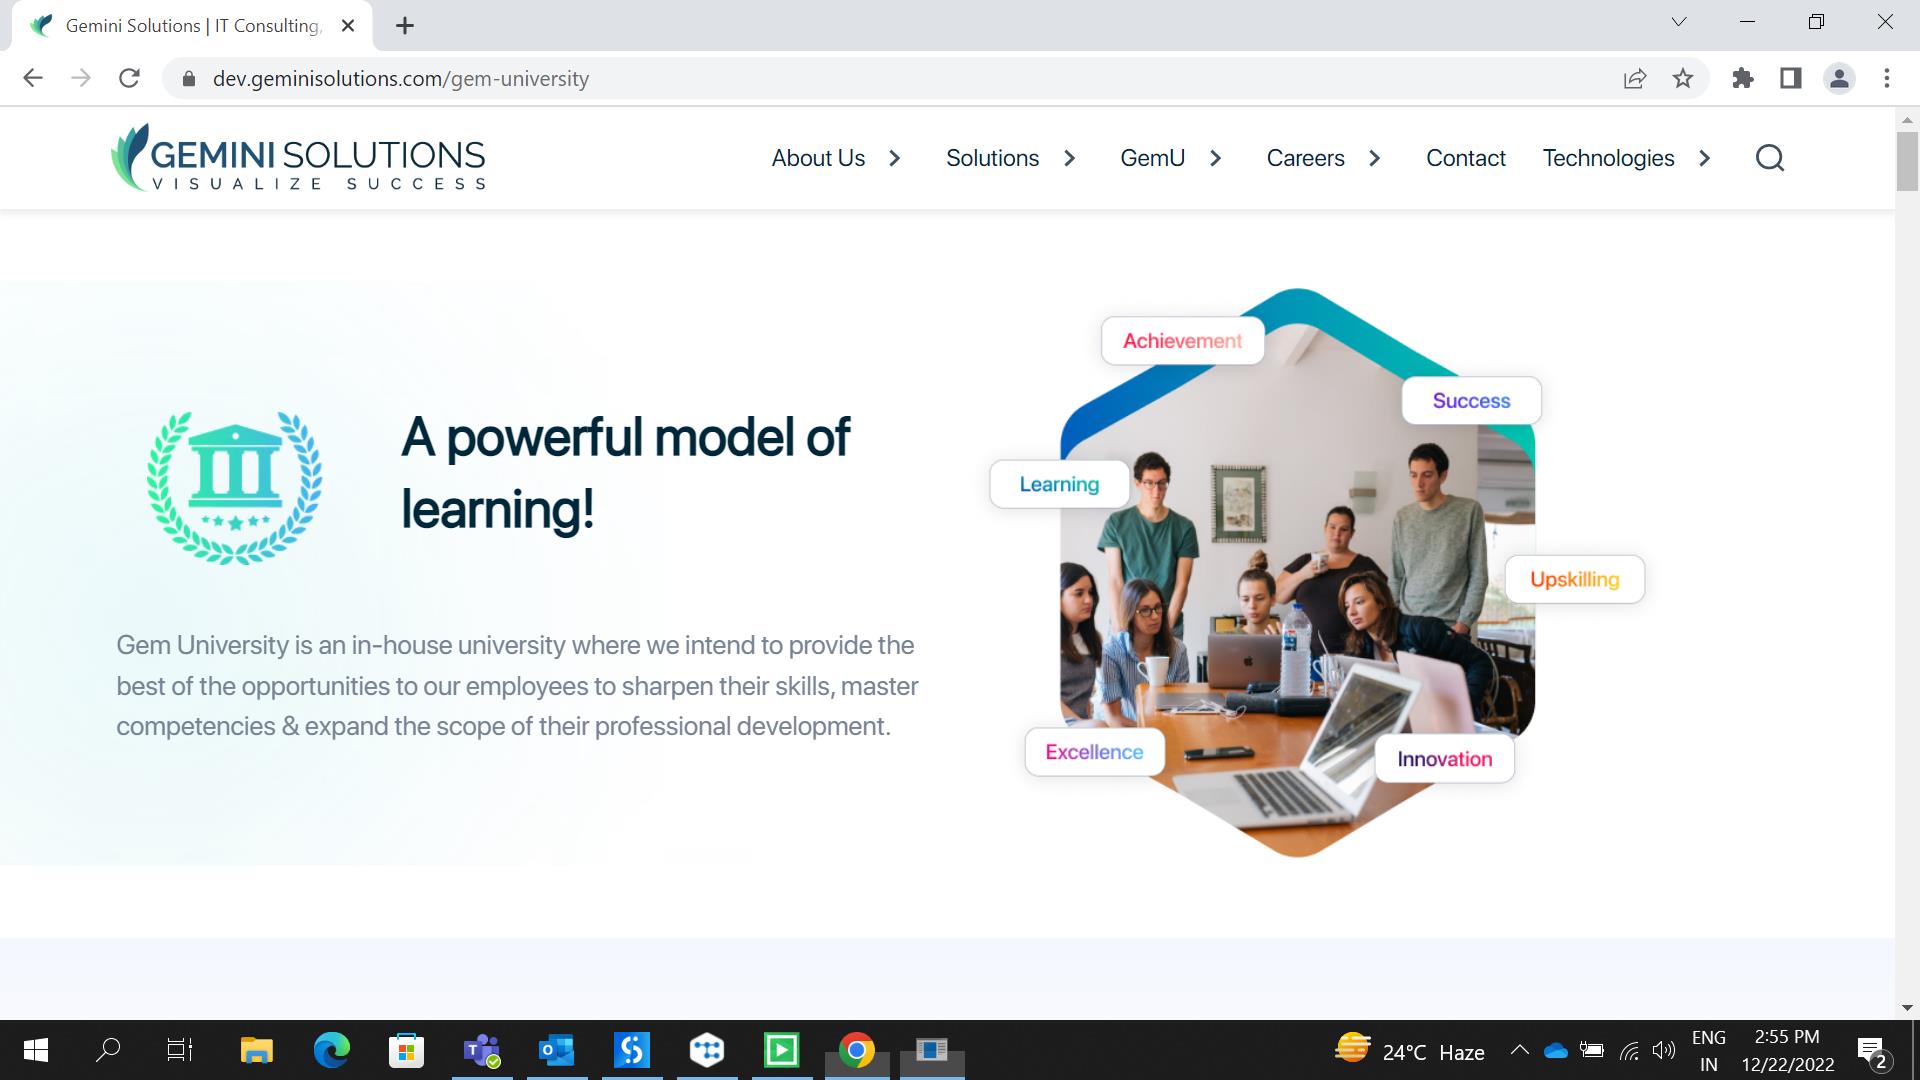 Gemini Solutions | IT Consulting,
dev.geminisolutions.com/gem-university
GEMINI SOLUTIONS
VISUALIZE SUCCESS
About Us
Solutions
GemU
Careers
Contact
Technologies
A powerful model of
learning!
Gem University is an in-house university where we intend to provide the
best of the opportunities to our employees to sharpen their skills, master
competencies & expand the scope of their professional development.
Achievement
Success
Learning
Upskilling
Excellence
Innovation
24°C Haze
ENG
IN
2:55 PM
12/22/2022
2